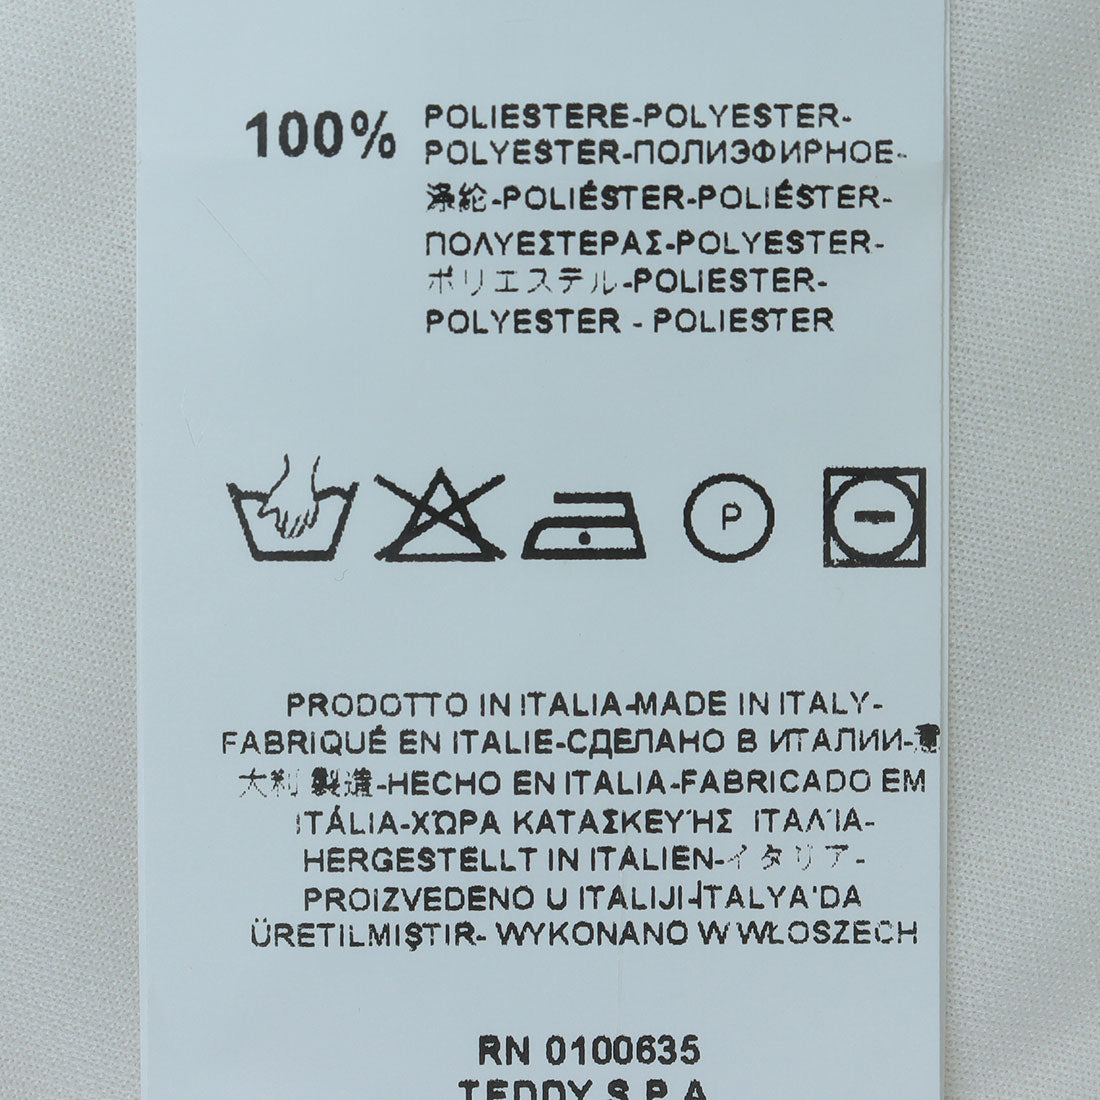 100% POLIESTERE-POLYESTER-
POLYESTER-ПОЛИЭФИРНОЕ-
涤纶-POLIÉSTER-POLIÉSTER-
ΠΟΛΥΕΣΤΕΡΑΣ-POLYESTER-
ポリエステル-POLIESTER-
POLYESTER - POLIESTER
P
PRODOTTO IN ITALIA-MADE IN ITALY-
FABRIQUÉ EN ITALIE-СДЕЛАНО В ИТАЛИИ-意
大利 製造-HECHO EN ITALIA-FABRICADO EM
ITÁLIA-ΧΩΡΑ ΚΑΤΑΣΚΕΥΉΣ ΙΤΑΛΊΑ-
HERGESTELLT IN ITALIEN-イタリア-
PROIZVEDENO U ITALIJI-ITALYA'DA
ÜRETILMIŞTIR- WYKONANO W WŁOSZECH
RN 0100635
TEDDY S.P.A.